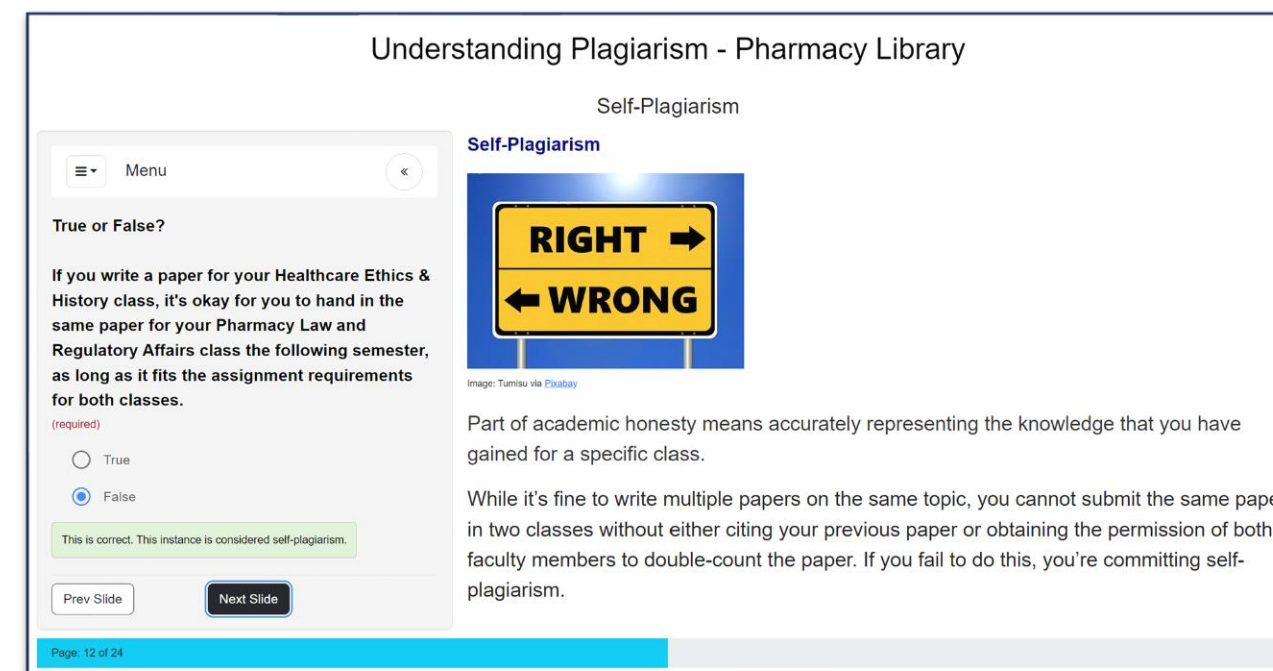 Understanding Plagiarism - Pharmacy Library
Self-Plagiarism
Menu
«
True or False?
If you write a paper for your Healthcare Ethics &
History class, it's okay for you to hand in the
same paper for your Pharmacy Law and
Regulatory Affairs class the following semester,
as long as it fits the assignment requirements
for both classes.
(required)
True
False
This is correct. This instance is considered self-plagiarism.
Prev Slide
Next Slide
Self-Plagiarism
RIGHT
WRONG
Image: Tumisu via Pixabay
Part of academic honesty means accurately representing the knowledge that you have
gained for a specific class.
While it’s fine to write multiple papers on the same topic, you cannot submit the same
in two classes without either citing your previous paper or obtaining the permission of both
faculty members to double-count the paper. If you fail to do this, you’re committing self-
plagiarism.
Page: 12 of 24